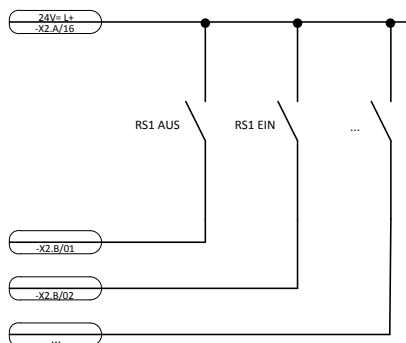 24V= L+
-X2.A/16
RS1 AUS
RS1 EIN
...
-X2.B/01
-X2.B/02
...